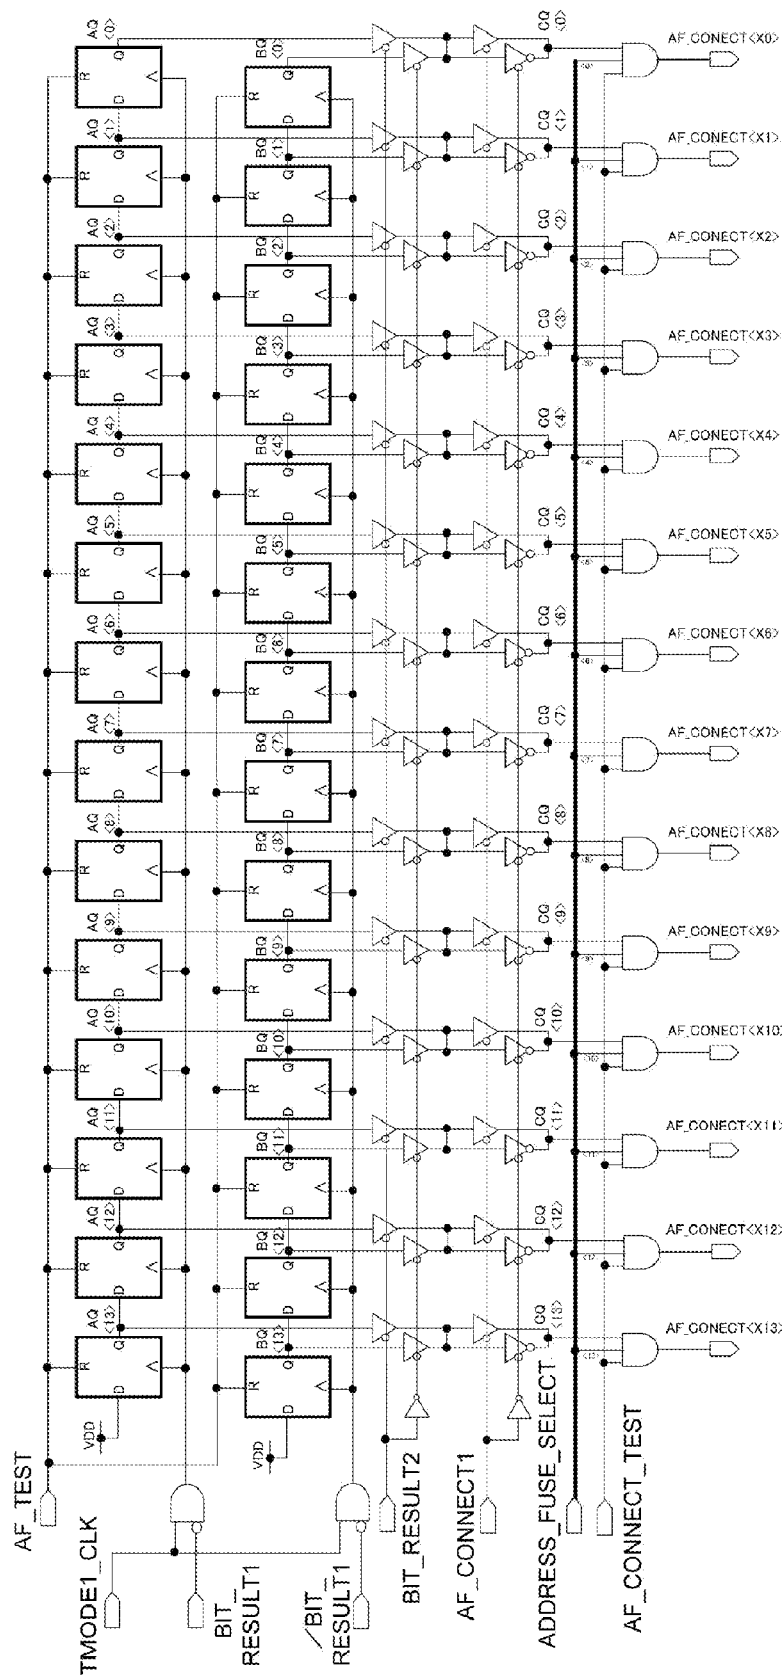 AQ <13> AQ <12> AQ <11> AQ <10> AQ <9> AQ <8> AQ <7> AQ <6> AQ <5> AQ <4> AQ <3> AQ <2> AQ <1> AQ <0>
R R R R R R R R R R R R R R
VDD D Q D Q D Q D Q D Q D Q D Q D Q D Q D Q D Q D Q D Q D Q
AF_TEST
TMODE1_CLK
BIT_
RESULT1
BQ <13> BQ <12> BQ <11> BQ <10> BQ <9> BQ <8> BQ <7> BQ <6> BQ <5> BQ <4> BQ <3> BQ <2> BQ <1> BQ <0>
R R R R R R R R R R R R R R
VDD D Q D Q D Q D Q D Q D Q D Q D Q D Q D Q D Q D Q D Q D Q
/BIT_
RESULT1
BIT_RESULT2
AF_CONNECT1
CQ <13> CQ <12> CQ <11> CQ <10> CQ <9> CQ <8> CQ <7> CQ <6> CQ <5> CQ <4> CQ <3> CQ <2> CQ <1> CQ <0>
ADDRESS_FUSE_SELECT
AF_CONNECT_TEST
AF_CONECT<X0>
AF_CONECT<X1>
AF_CONECT<X2>
AF_CONECT<X3>
AF_CONECT<X4>
AF_CONECT<X5>
AF_CONECT<X6>
AF_CONECT<X7>
AF_CONECT<X8>
AF_CONECT<X9>
AF_CONECT<X10>
AF_CONECT<X11>
AF_CONECT<X12>
AF_CONECT<X13>